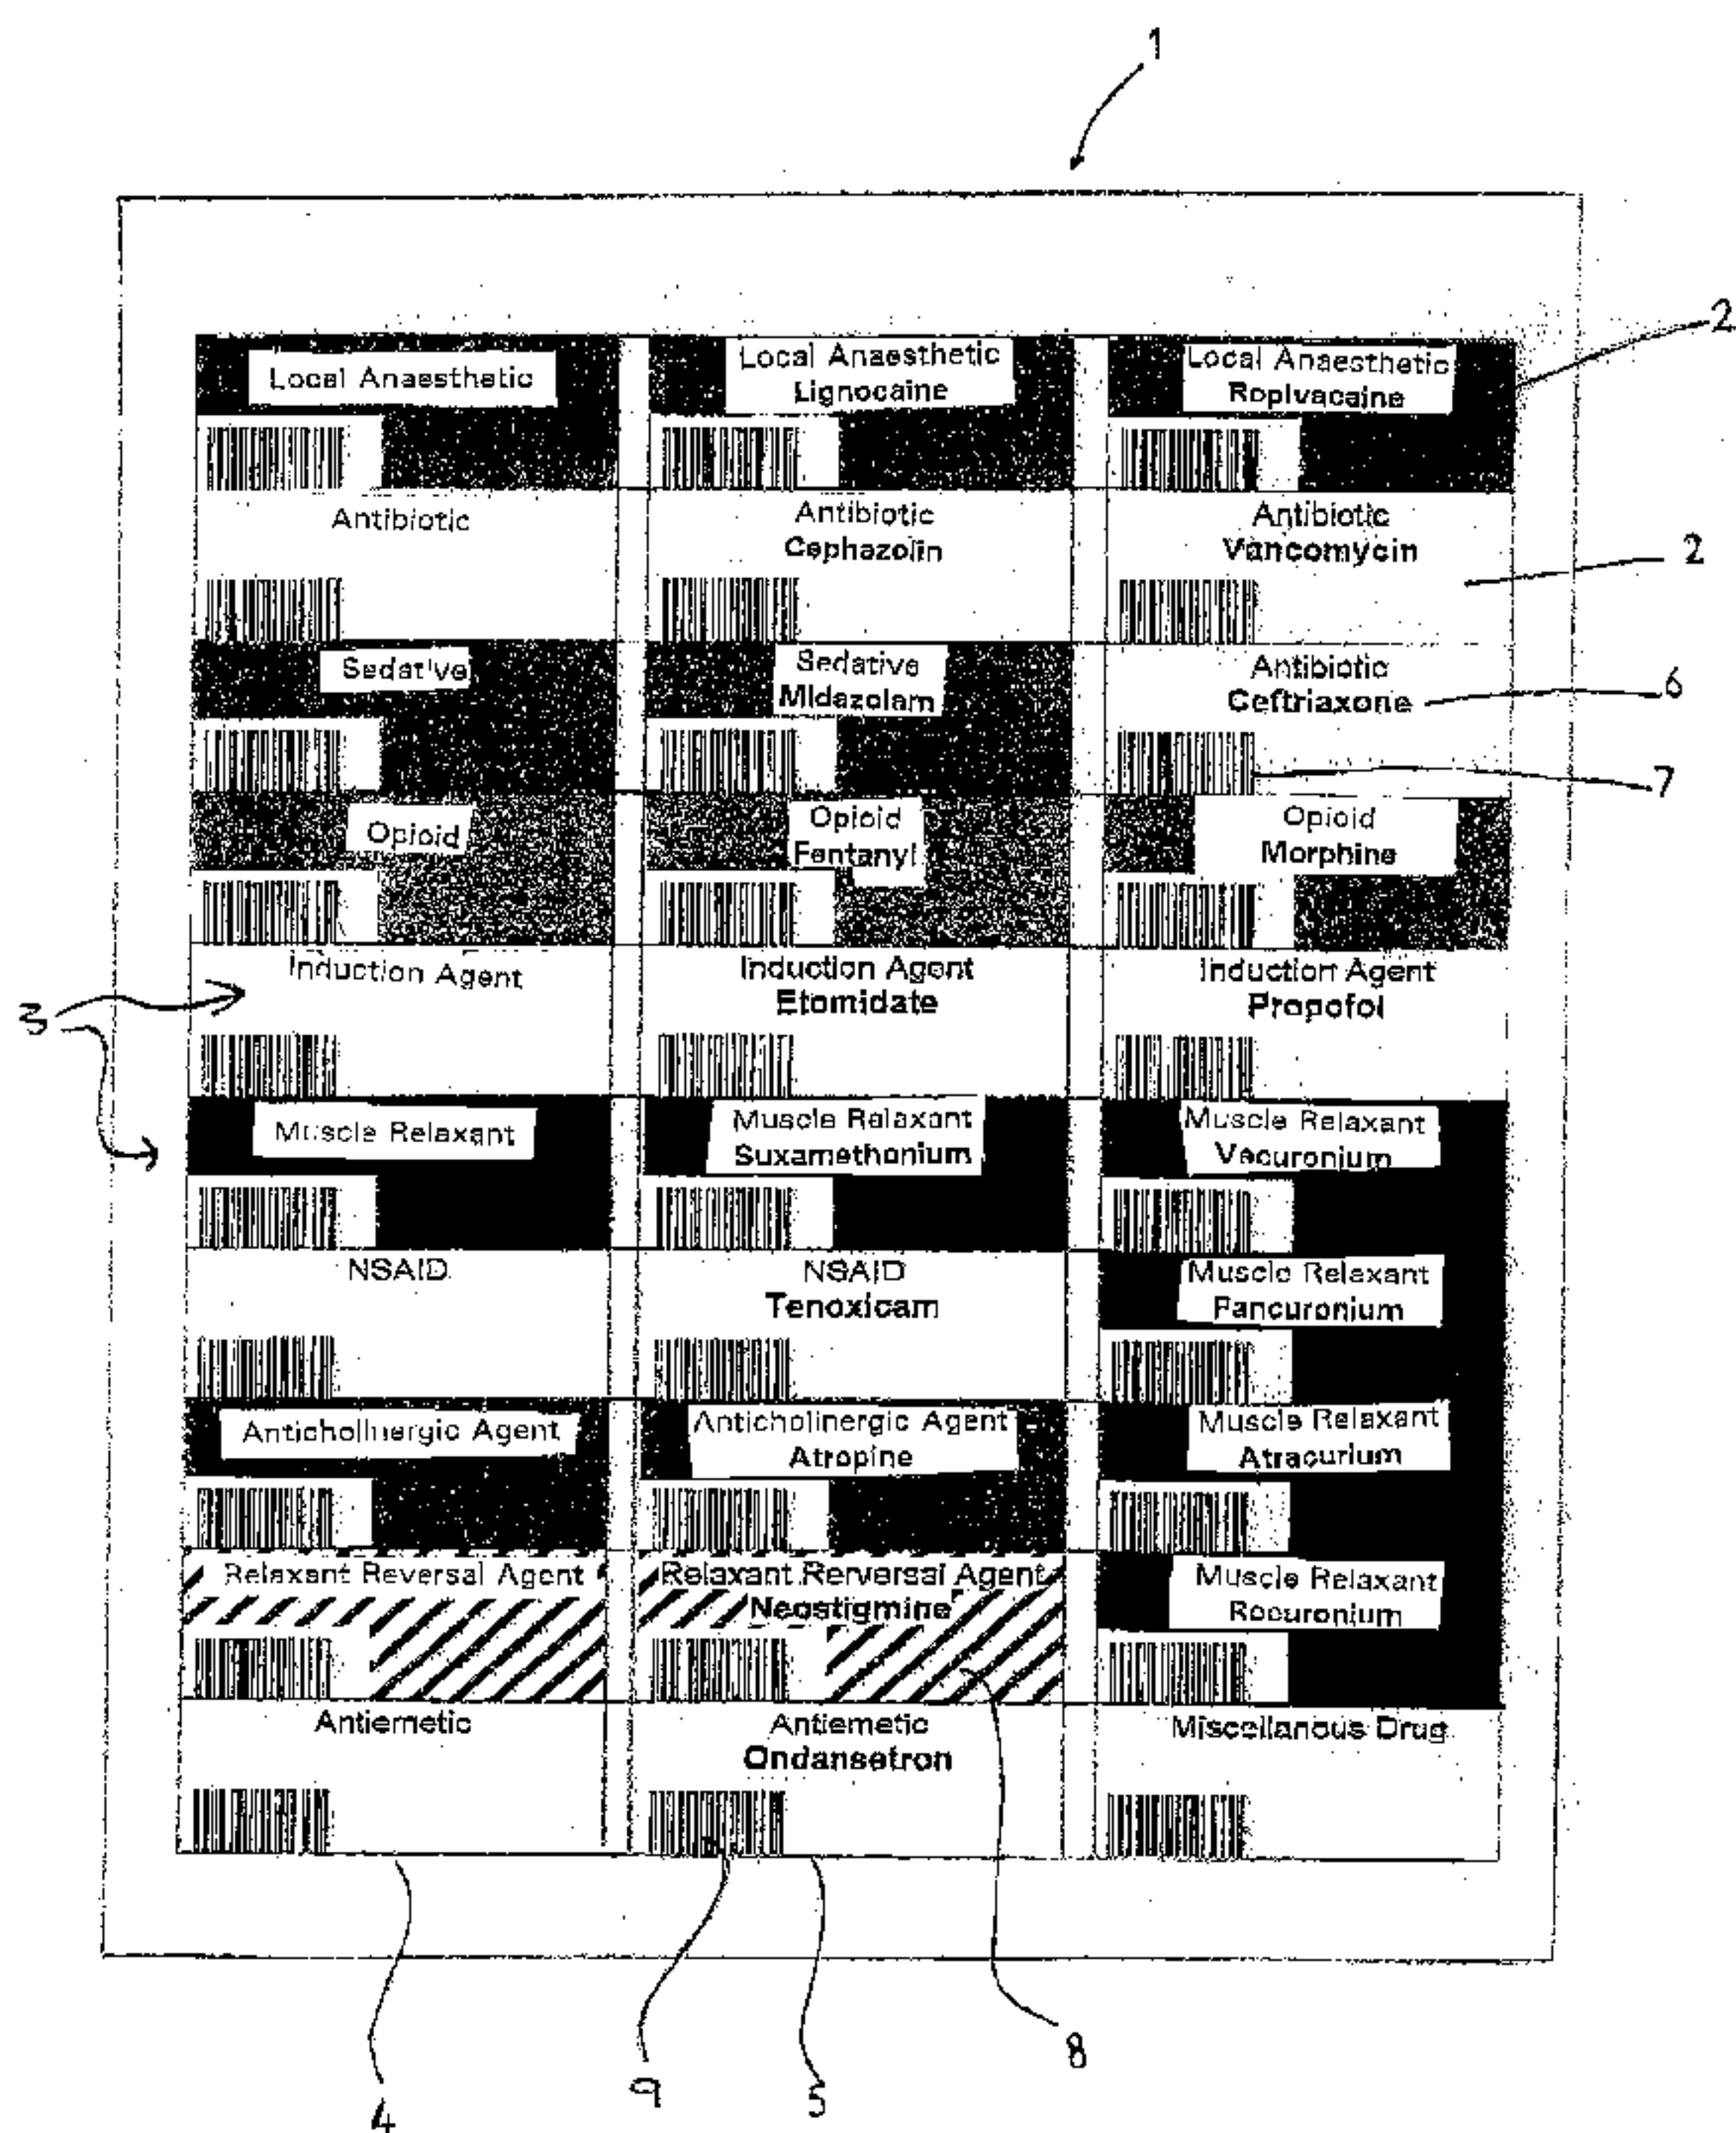 1
Local Anaesthetic
Local Anaesthetic
Lignocaine
Local Anaesthetic
Ropivacaine
2
Antibiotic
Antibiotic
Cephazolin
Antibiotic
Vancomycin
2
Sedative
Sedative
Midazolam
Antibiotic
Ceftriaxone
6
7
Opioid
Opioid
Fentanyl
Opioid
Morphine
3
Induction Agent
Induction Agent
Etomidate
Induction Agent
Propofol
Muscle Relaxant
Muscle Relaxant
Suxamethonium
Muscle Relaxant
Vecuronium
NSAID
NSAID
Tenoxicam
Muscle Relaxant
Pancuronium
Anticholinergic Agent
Anticholinergic Agent
Atropine
Muscle Relaxant
Atracurium
Relaxant Reversal Agent
Relaxant Rerversal Agent
Neostigmine
Muscle Relaxant
Rocuronium
Antiemetic
Antiemetic
Ondansetron
Miscellanous Drug
4
9
5
8